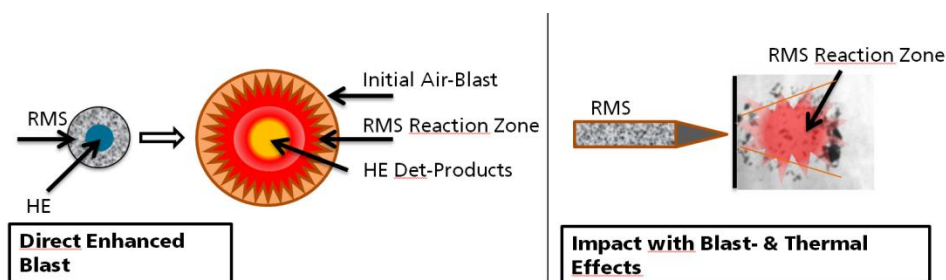 RMS
HE
Initial Air-Blast
RMS Reaction Zone
HE Det-Products
Direct Enhanced
Blast
RMS Reaction Zone
RMS
Impact with Blast- & Thermal
Effects